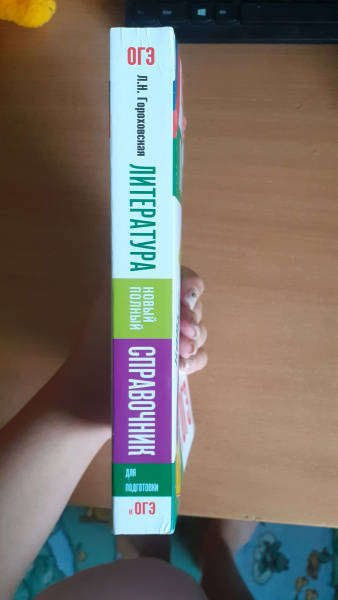 ОГЭ
Л.Н. Гороховская
ЛИТЕРАТУРА
НОВЫЙ
ПОЛНЫЙ
СПРАВОЧНИК
ДЛЯ
ПОДГОТОВКИ
К ОГЭ